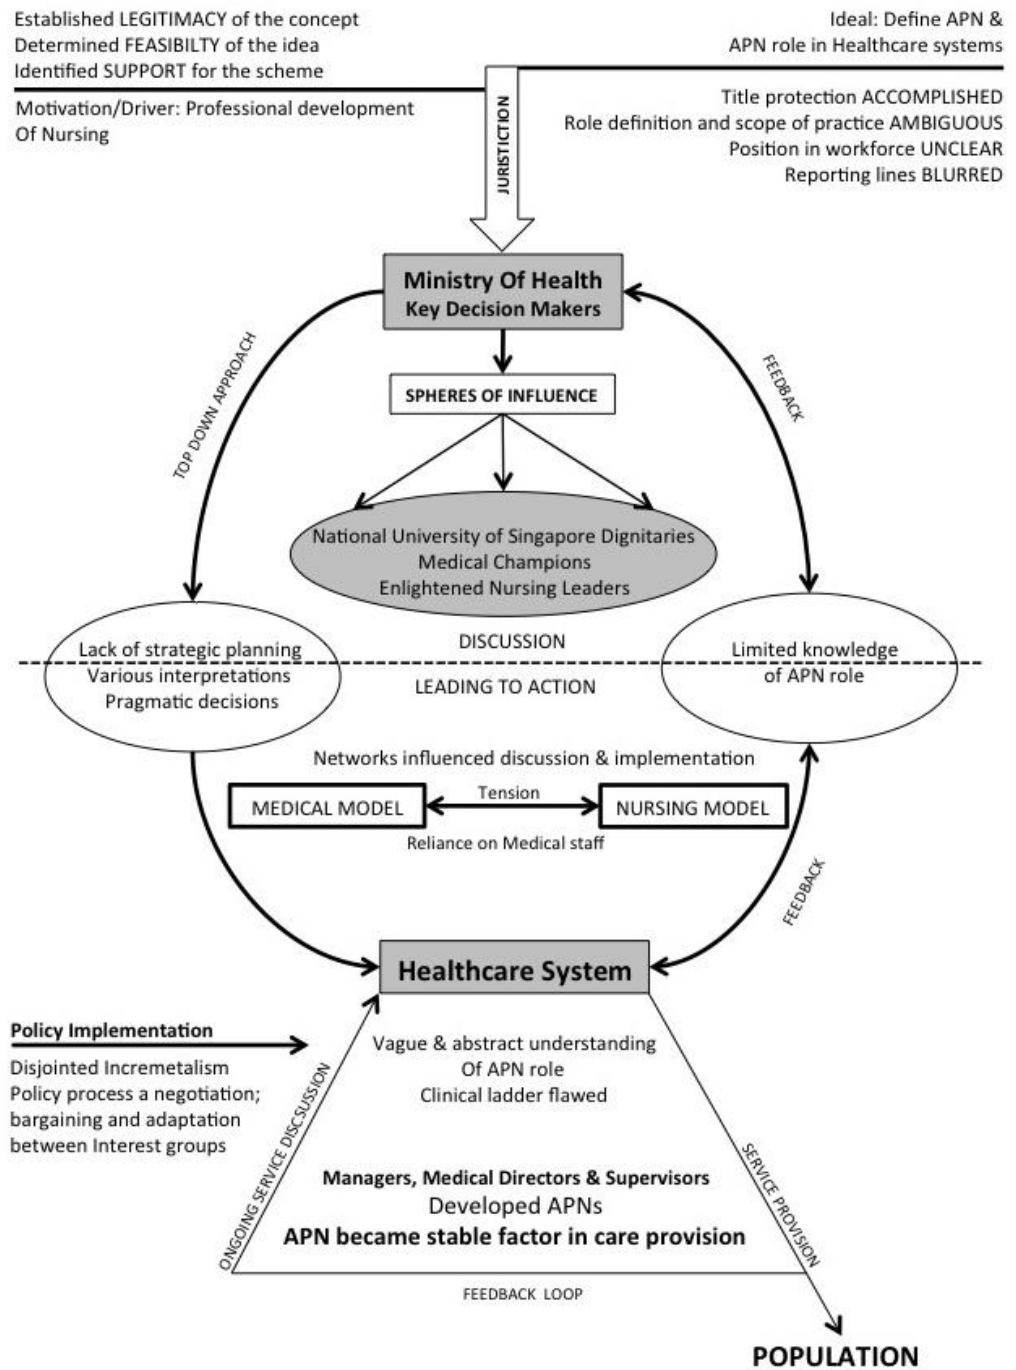 Established LEGITIMACY of the concept
Determined FEASIBILTY of the idea
Identified SUPPORT for the scheme
Motivation/Driver: Professional development
Of Nursing
Ideal: Define APN &
APN role in Healthcare systems
Title protection ACCOMPLISHED
Role definition and scope of practice AMBIGUOUS
Position in workforce UNCLEAR
Reporting lines BLURRED
JURISTICTION
Ministry Of Health
Key Decision Makers
TOP DOWN APPROACH
FEEDBACK
SPHERES OF INFLUENCE
National University of Singapore Dignitaries
Medical Champions
Enlightened Nursing Leaders
DISCUSSION
LEADING TO ACTION
Lack of strategic planning
Various interpretations
Pragmatic decisions
Limited knowledge
of APN role
Networks influenced discussion & implementation
MEDICAL MODEL
Tension
NURSING MODEL
Reliance on Medical staff
FEEDBACK
Healthcare System
Policy Implementation
Disjointed Incremetalism
Policy process a negotiation;
bargaining and adaptation
between Interest groups
ONGOING SERVICE DISCSUSSION
Vague & abstract understanding
Of APN role
Clinical ladder flawed
Managers, Medical Directors & Supervisors
Developed APNs
APN became stable factor in care provision
SERVICE PROVISION
FEEDBACK LOOP
POPULATION